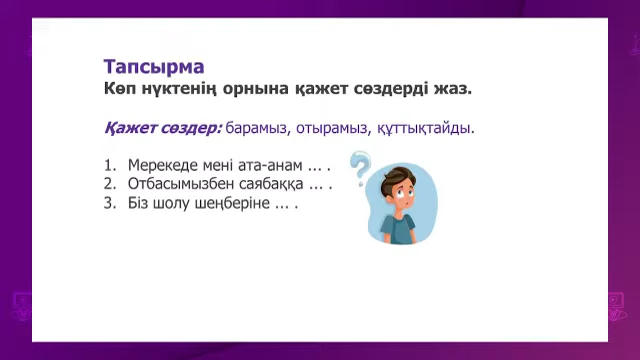 Тапсырма
Көп нүктенің орнына қажет сөздерді жаз.
Қажет сөздер: барамыз, отырамыз, құттықтайды.
1. Мерекеде мені ата-анам ... .
2. Отбасымызбен саябаққа ... .
3. Біз шолу шеңберіне ... .